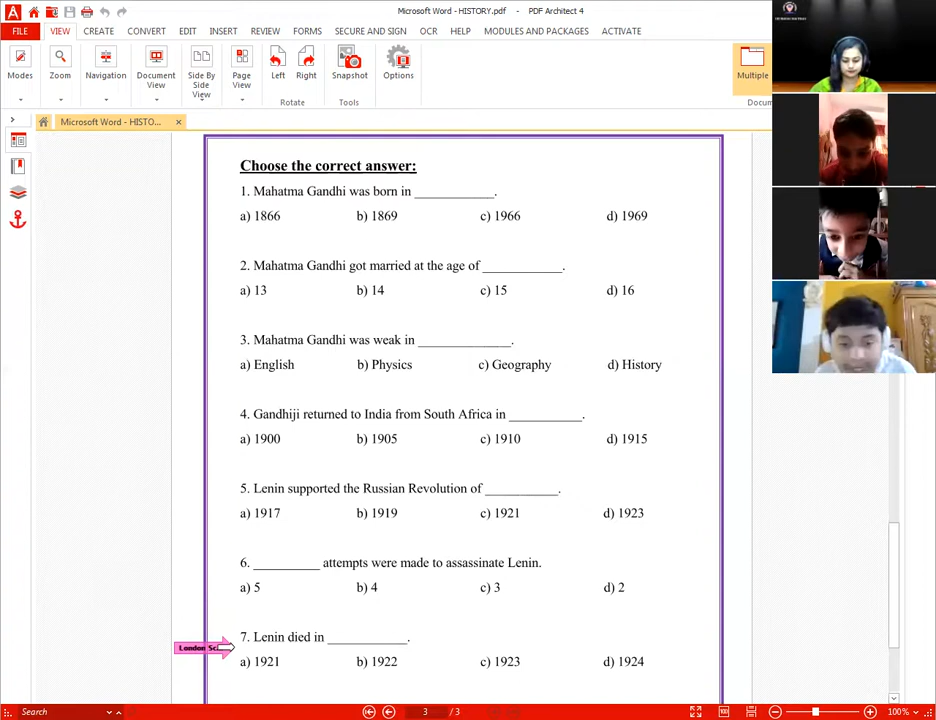 Microsoft Word - HISTORY.pdf - PDF Architect 4
FILE VIEW CREATE CONVERT EDIT INSERT REVIEW FORMS SECURE AND SIGN OCR HELP MODULES AND PACKAGES ACTIVATE
Modes Zoom Navigation Document View Side By Side View Page View Left Right Snapshot Options Multiple
Rotate Tools Docum
Microsoft Word - HISTO...
Choose the correct answer:
1. Mahatma Gandhi was born in ____________.
a) 1866 b) 1869 c) 1966 d) 1969
2. Mahatma Gandhi got married at the age of ____________.
a) 13 b) 14 c) 15 d) 16
3. Mahatma Gandhi was weak in ______________.
a) English b) Physics c) Geography d) History
4. Gandhiji returned to India from South Africa in ___________.
a) 1900 b) 1905 c) 1910 d) 1915
5. Lenin supported the Russian Revolution of ___________.
a) 1917 b) 1919 c) 1921 d) 1923
6. __________ attempts were made to assassinate Lenin.
a) 5 b) 4 c) 3 d) 2
7. Lenin died in ____________.
London Sc
a) 1921 b) 1922 c) 1923 d) 1924
Search 3 / 3 100%